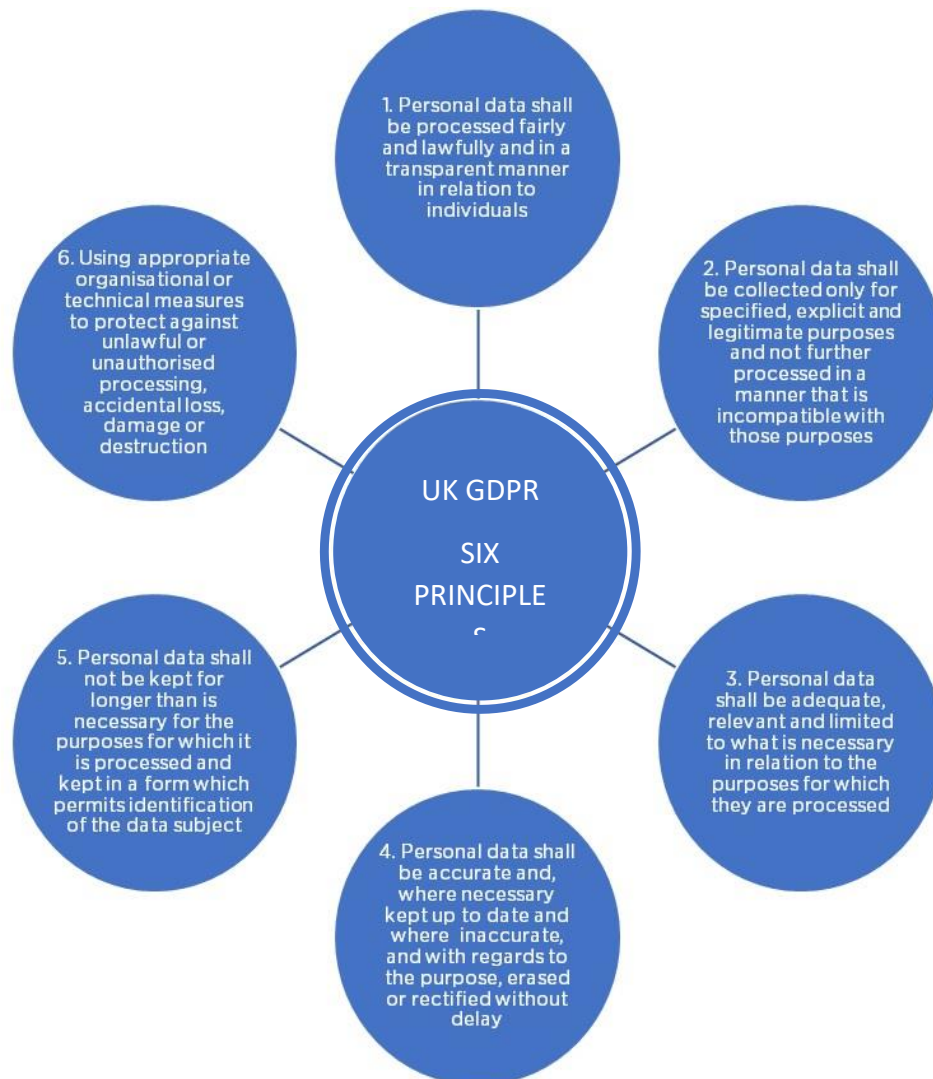 1. Personal data shall
be processed fairly
and lawfully and in a
transparent manner
in relation to
individuals
2. Personal data shall
be collected only for
specified, explicit and
legitimate purposes
and not further
processed in a
manner that is
incompatible with
those purposes
3. Personal data
shall be adequate,
relevant and limited
to what is necessary
in relation to the
purposes for which
they are processed
4. Personal data shall
be accurate and,
where necessary
kept up to date and
where inaccurate,
and with regards to
the purpose, erased
or rectified without
delay
5. Personal data shall
not be kept for
longer than is
necessary for the
purposes for which it
is processed and
kept in a form which
permits identification
of the data subject
6. Using appropriate
organisational or
technical measures
to protect against
unlawful or
unauthorised
processing,
accidental loss,
damage or
destruction
UK GDPR
SIX
PRINCIPLE
S